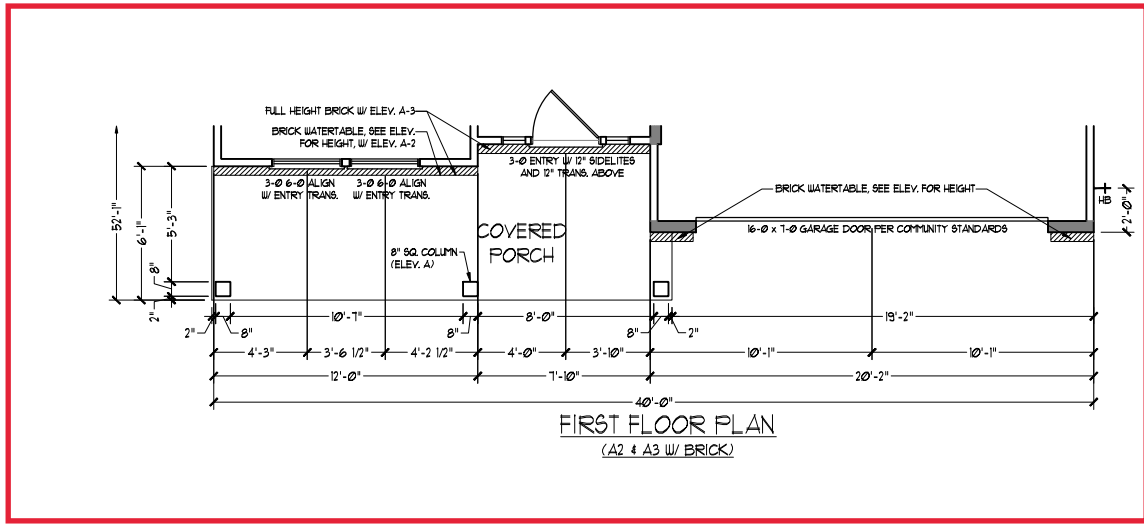 FULL HEIGHT BRICK W/ ELEV. A-3
BRICK WATERTABLE, SEE ELEV.
FOR HEIGHT, W/ ELEV. A-2
3-0 ENTRY W/ 12" SIDELITES
AND 12" TRANS. ABOVE
3-0 6-0 ALIGN
W/ ENTRY TRANS.
3-0 6-0 ALIGN
W/ ENTRY TRANS.
BRICK WATERTABLE, SEE ELEV. FOR HEIGHT
HB
2'-0"
16-0 x 7-0 GARAGE DOOR PER COMMUNITY STANDARDS
COVERED
PORCH
8" SQ. COLUMN
(ELEV. A)
52'-1"
6'-1"
5'-3"
8"
2"
2"
8"
10'-7"
8"
8'-0"
8"
2"
19'-2"
4'-3"
3'-6 1/2"
4'-2 1/2"
4'-0"
3'-10"
10'-1"
10'-1"
12'-0"
7'-10"
20'-2"
40'-0"
FIRST FLOOR PLAN
(A2 & A3 W/ BRICK)